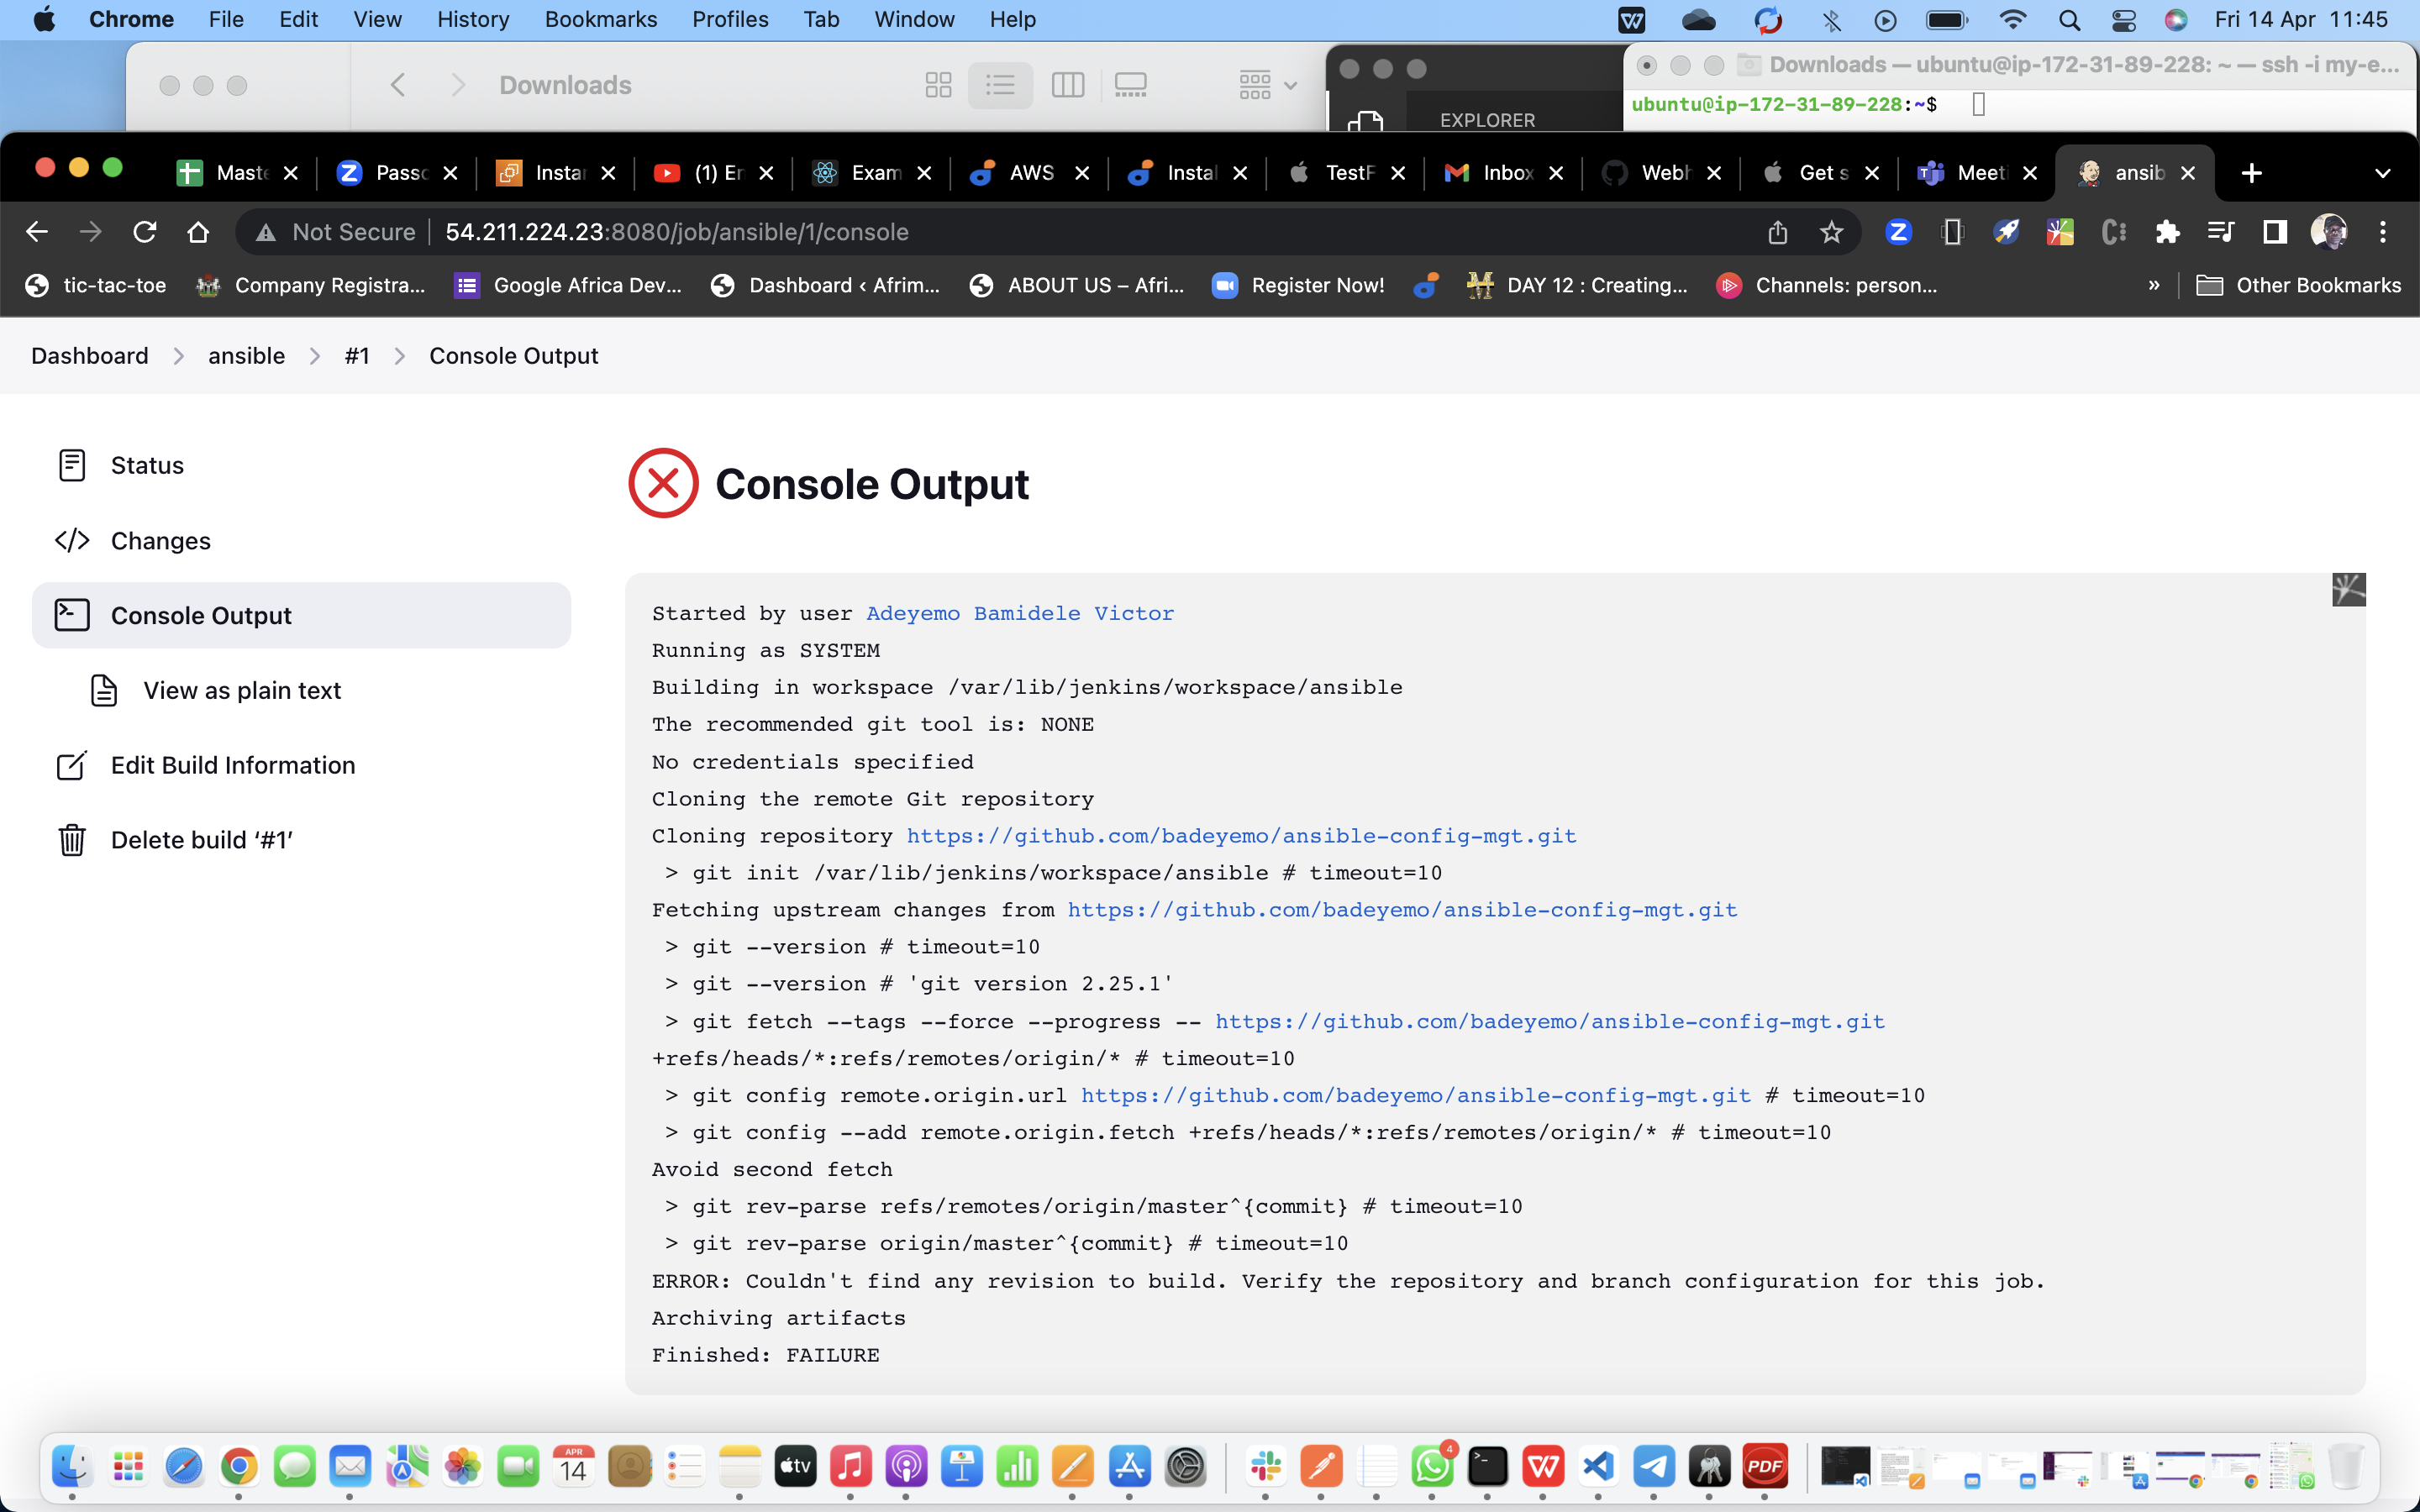 Chrome File Edit View History Bookmarks Profiles Tab Window Help Fri 14 Apr 11:45
Downloads
Downloads — ubuntu@ip-172-31-89-228: ~ — ssh -i my-e...
EXPLORER
ubuntu@ip-172-31-89-228:~$
Maste Passc Instan (1) En Exam AWS Instal TestF Inbox Webh Get s Meeti ansib
Not Secure 54.211.224.23:8080/job/ansible/1/console
tic-tac-toe Company Registra... Google Africa Dev... Dashboard ‹ Afrim... ABOUT US – Afri... Register Now! DAY 12 : Creating... Channels: person... » Other Bookmarks
Dashboard ansible #1 Console Output
Status
Changes
Console Output
View as plain text
Edit Build Information
Delete build ‘#1’
Console Output
Started by user Adeyemo Bamidele Victor
Running as SYSTEM
Building in workspace /var/lib/jenkins/workspace/ansible
The recommended git tool is: NONE
No credentials specified
Cloning the remote Git repository
Cloning repository https://github.com/badeyemo/ansible-config-mgt.git
> git init /var/lib/jenkins/workspace/ansible # timeout=10
Fetching upstream changes from https://github.com/badeyemo/ansible-config-mgt.git
> git --version # timeout=10
> git --version # 'git version 2.25.1'
> git fetch --tags --force --progress -- https://github.com/badeyemo/ansible-config-mgt.git
+refs/heads/*:refs/remotes/origin/* # timeout=10
> git config remote.origin.url https://github.com/badeyemo/ansible-config-mgt.git # timeout=10
> git config --add remote.origin.fetch +refs/heads/*:refs/remotes/origin/* # timeout=10
Avoid second fetch
> git rev-parse refs/remotes/origin/master^{commit} # timeout=10
> git rev-parse origin/master^{commit} # timeout=10
ERROR: Couldn't find any revision to build. Verify the repository and branch configuration for this job.
Archiving artifacts
Finished: FAILURE
APR
14
tv
4
PDF